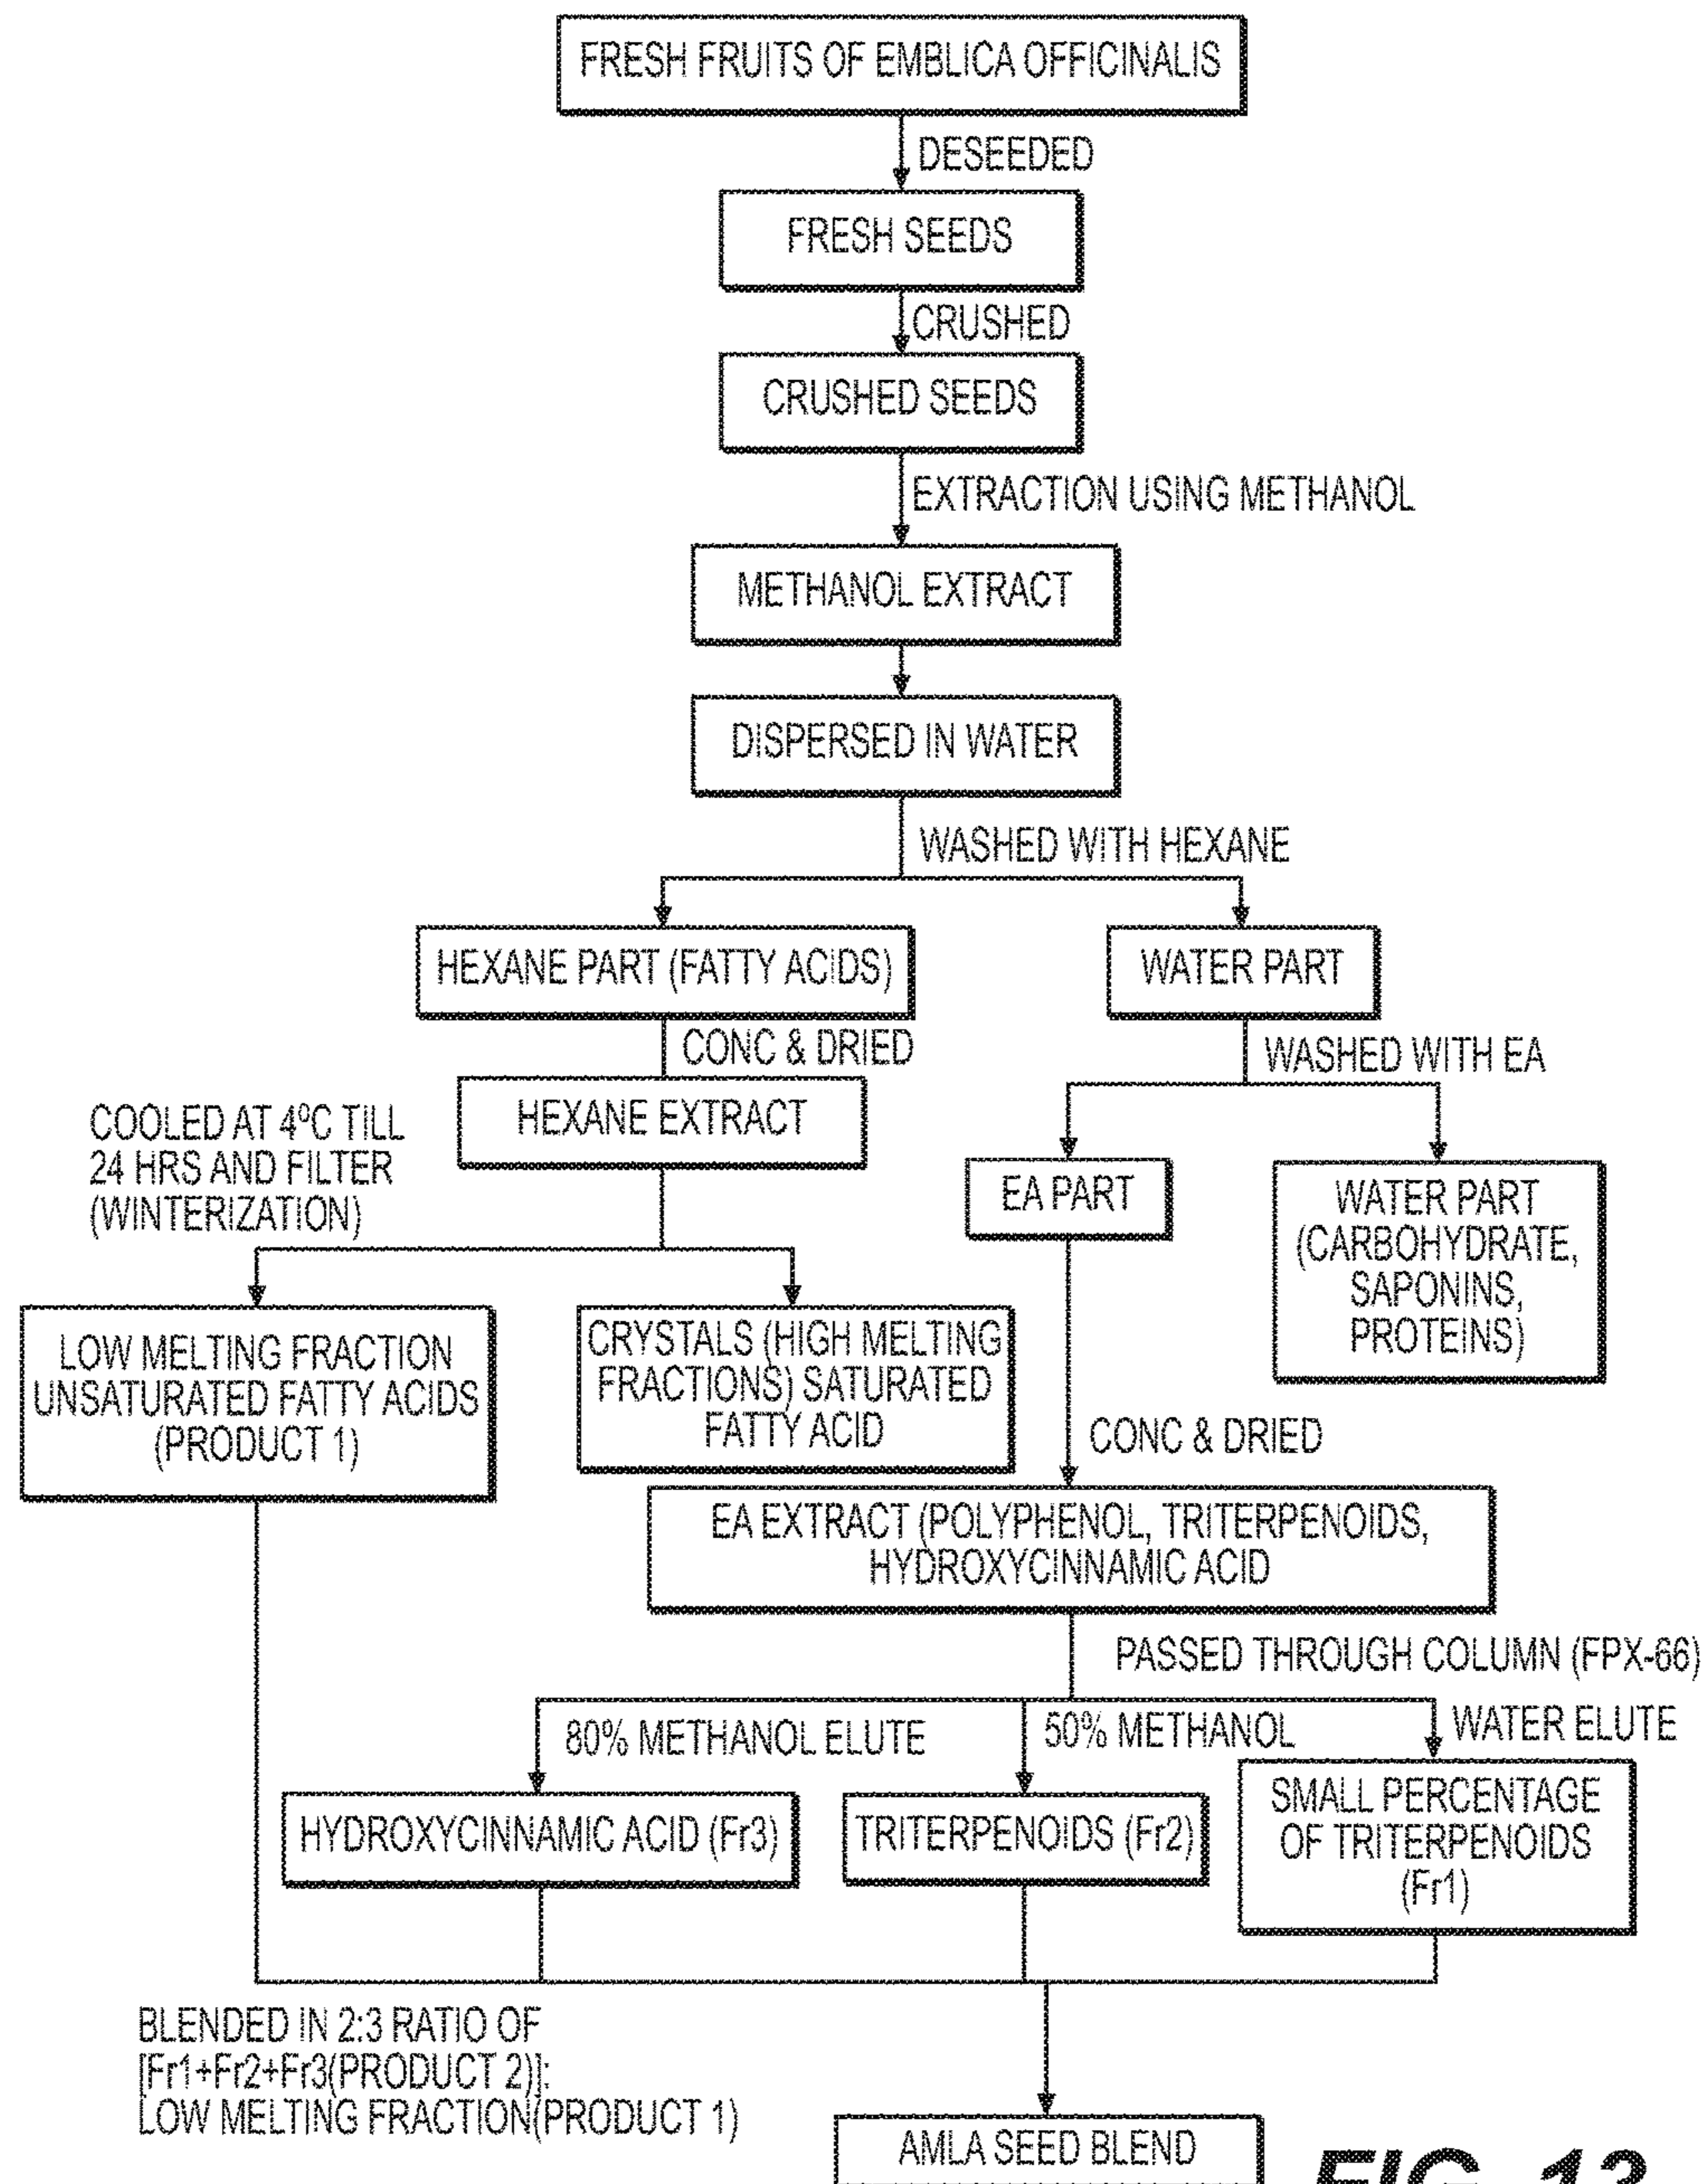 FRESH FRUITS OF EMBLICA OFFICINALIS
DESEEDED
FRESH SEEDS
CRUSHED
CRUSHED SEEDS
EXTRACTION USING METHANOL
METHANOL EXTRACT
DISPERSED IN WATER
WASHED WITH HEXANE
HEXANE PART (FATTY ACIDS)
WATER PART
CONC & DRIED
WASHED WITH EA
HEXANE EXTRACT
COOLED AT 4⁰C TILL
24 HRS AND FILTER
(WINTERIZATION)
EA PART
WATER PART
(CARBOHYDRATE,
SAPONINS,
PROTEINS)
LOW MELTING FRACTION
UNSATURATED FATTY ACIDS
(PRODUCT 1)
CRYSTALS (HIGH MELTING
FRACTIONS) SATURATED
FATTY ACID
CONC & DRIED
EA EXTRACT (POLYPHENOL, TRITERPENOIDS,
HYDROXYCINNAMIC ACID
PASSED THROUGH COLUMN (FPX-66)
80% METHANOL ELUTE
50% METHANOL
WATER ELUTE
HYDROXYCINNAMIC ACID (Fr3)
TRITERPENOIDS (Fr2)
SMALL PERCENTAGE
OF TRITERPENOIDS
(Fr1)
BLENDED IN 2:3 RATIO OF
[Fr1+Fr2+Fr3(PRODUCT 2)]:
LOW MELTING FRACTION(PRODUCT 1)
AMLA SEED BLEND
FIG. 13